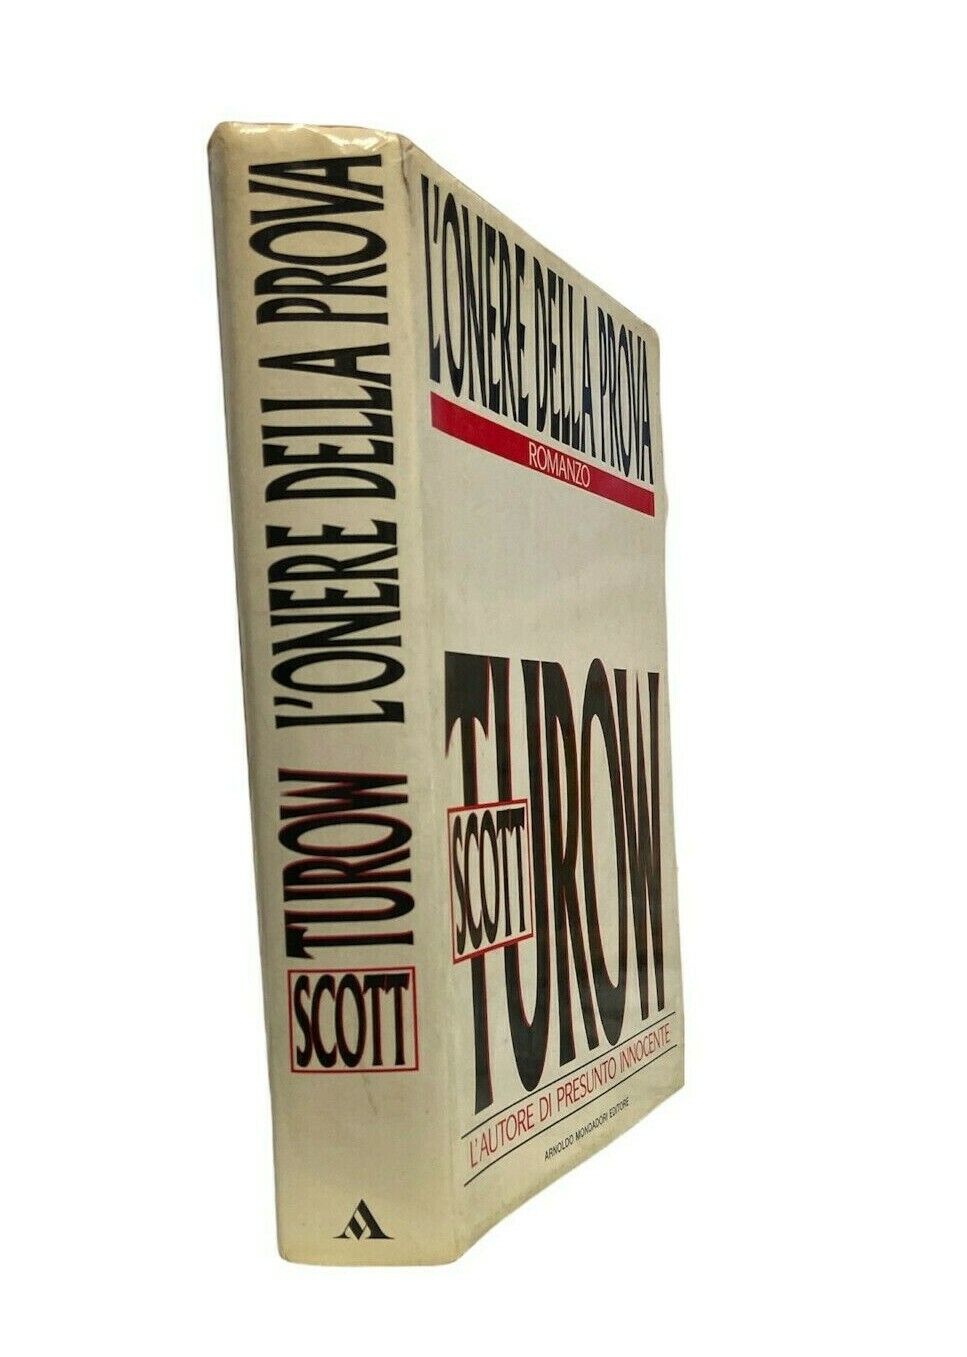 SCOTT TUROW L'ONERE DELLA PROVA
L'ONERE DELLA PROVA
ROMANZO
SCOTT
TUROW
L'AUTORE DI PRESUNTO INNOCENTE
ARNOLDO MONDADORI EDITORE